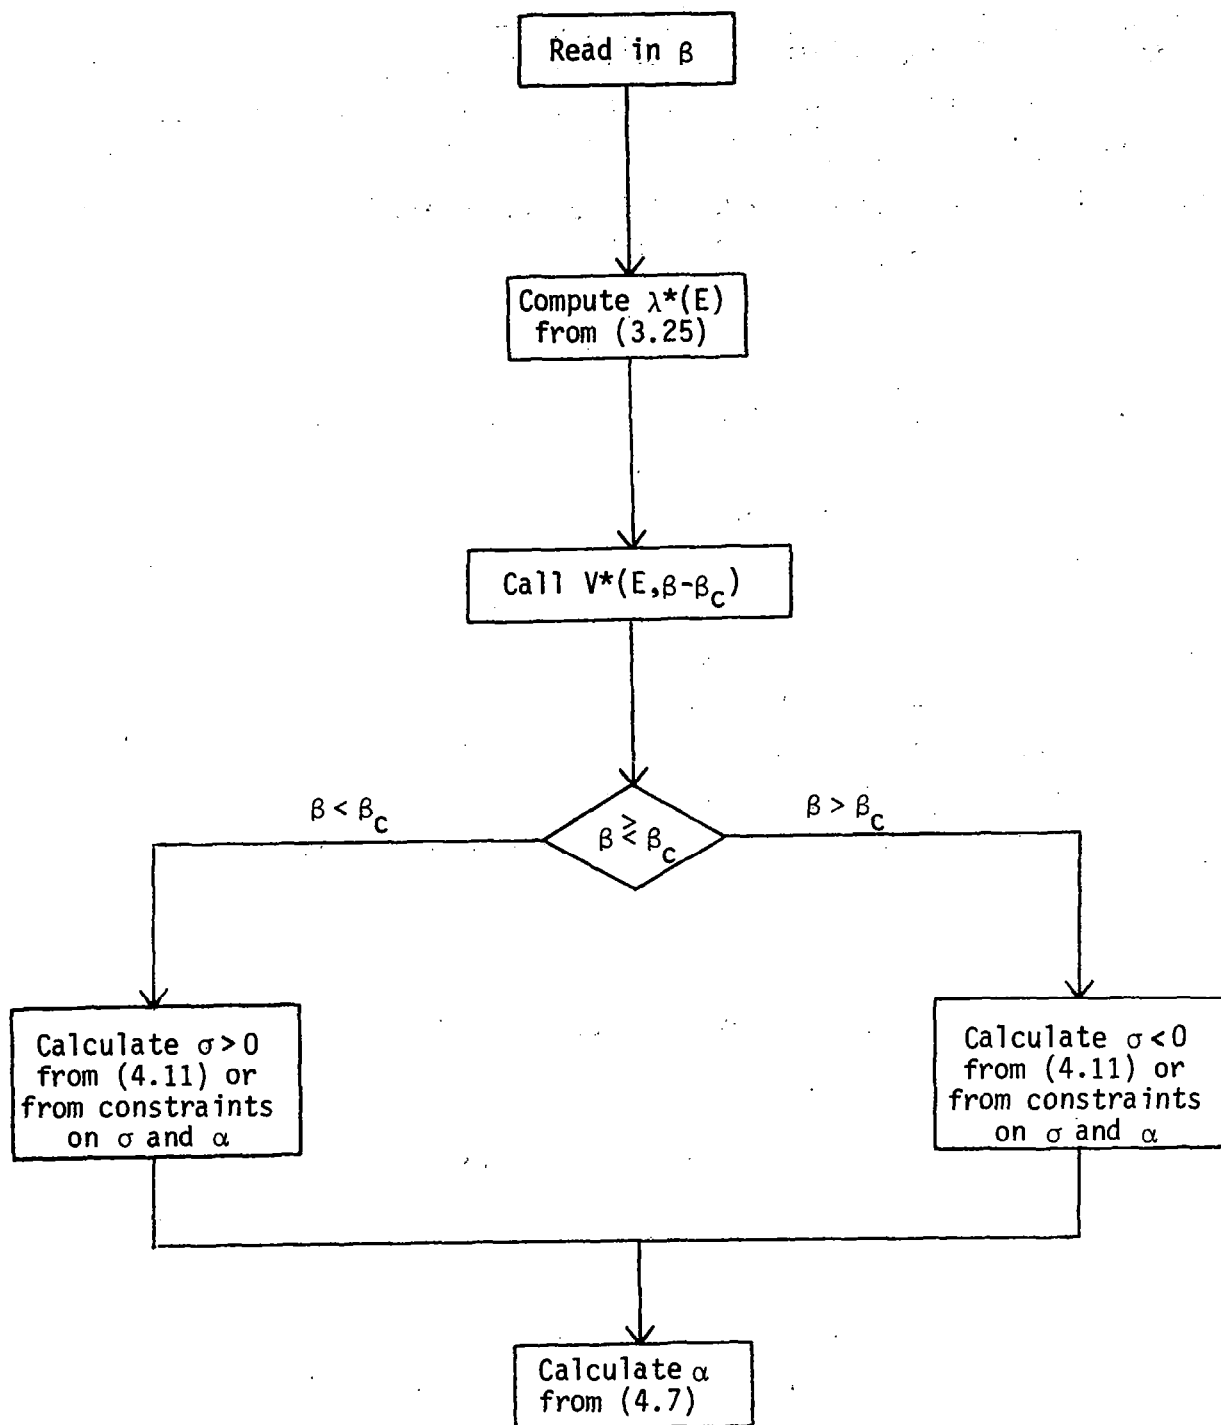 Read in β
Compute λ*(E)
from (3.25)
Call V*(E,β-β_c)
β < β_c
β ≷ β_c
β > β_c
Calculate σ>0
from (4.11) or
from constraints
on σ and α
Calculate σ<0
from (4.11) or
from constraints
on σ and α
Calculate α
from (4.7)